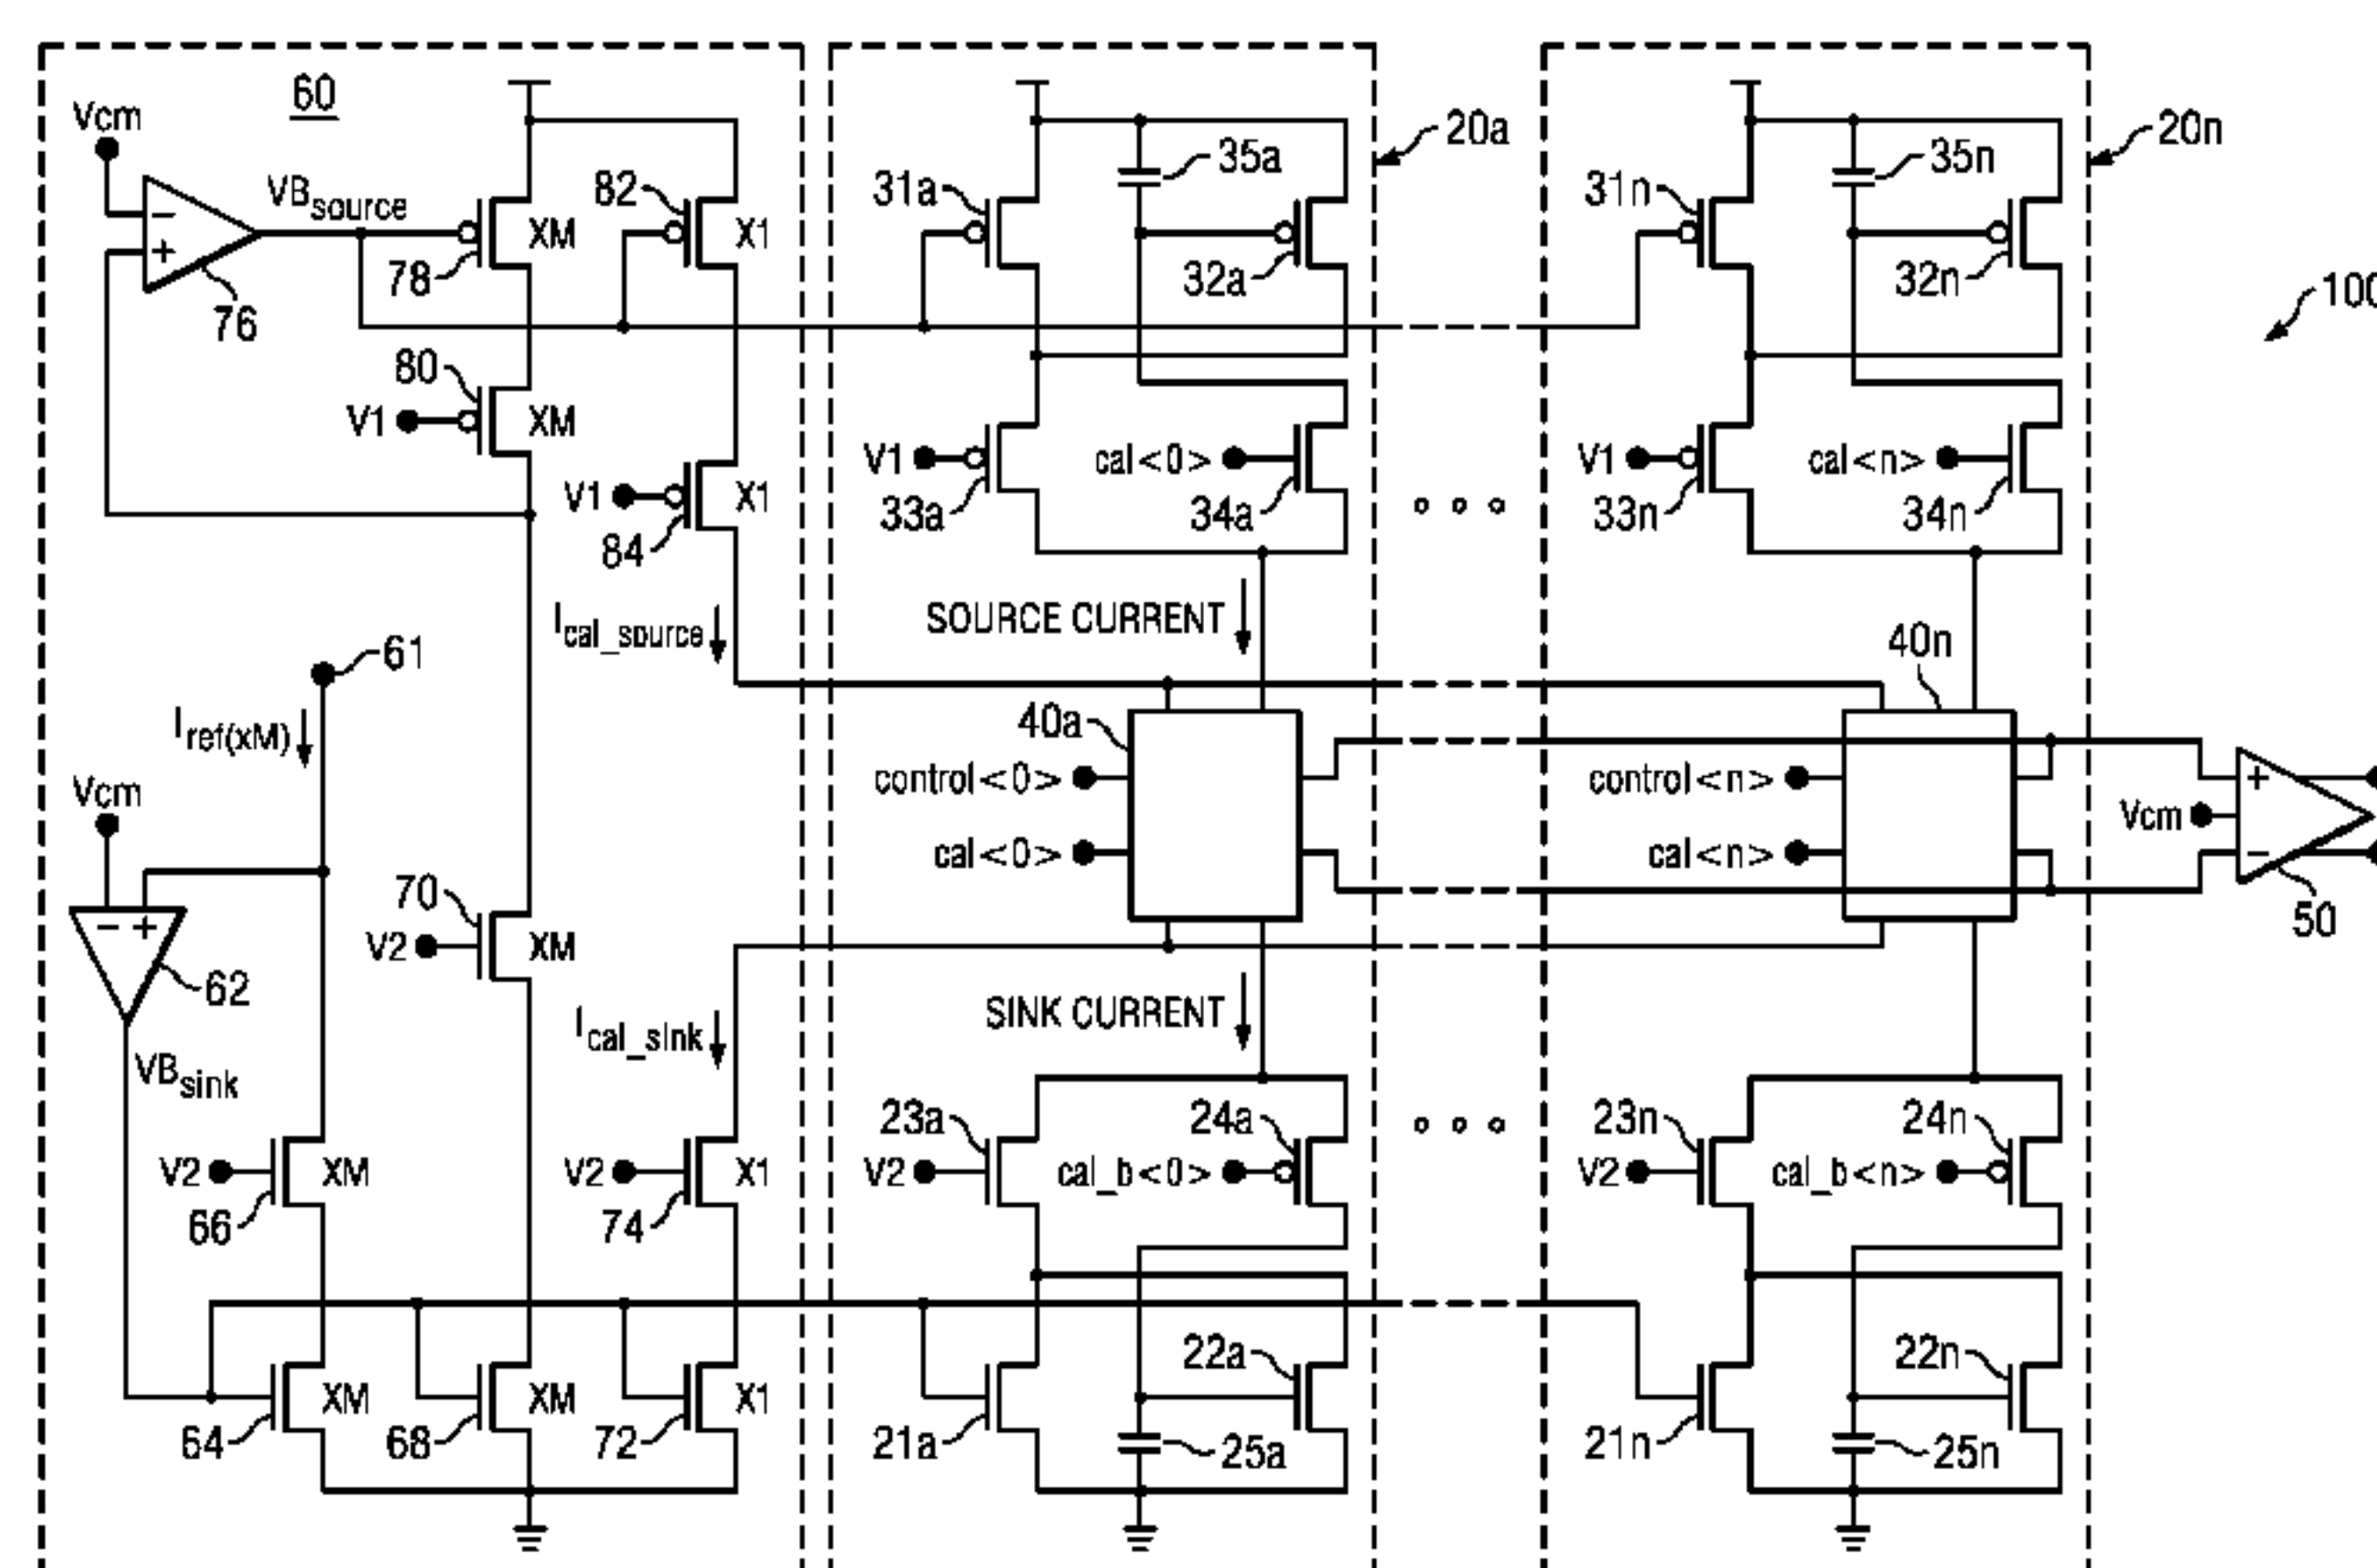 60
Vcm
−
+
VBsource
76
78
XM
82
X1
80
V1
XM
V1
X1
84
Ical_source
61
Iref(xM)
Vcm
− +
62
VBsink
70
V2
XM
Ical_sink
V2
XM
66
V2
X1
74
64
XM
68
XM
72
X1
31a
35a
32a
20a
V1
33a
cal<0>
34a
SOURCE CURRENT
40a
control<0>
cal<0>
SINK CURRENT
23a
V2
24a
cal_b<0>
22a
21a
25a
31n
35n
32n
20n
100
V1
33n
cal<n>
34n
40n
control<n>
cal<n>
Vcm
+
−
50
23n
V2
24n
cal_b<n>
22n
21n
25n